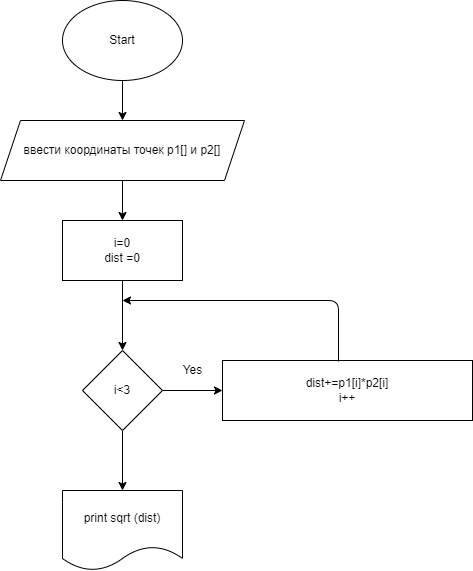 Start
ввести координаты точек p1[] и p2[]
i=0
dist =0
i<3
Yes
dist+=p1[i]*p2[i]
i++
print sqrt (dist)